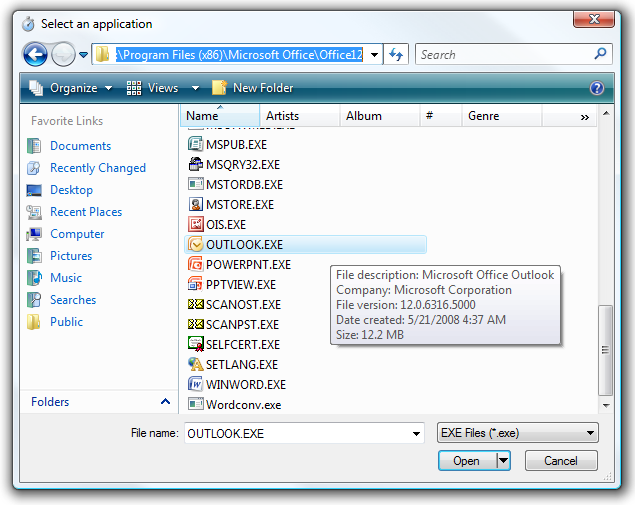 Select an application
:\Program Files (x86)\Microsoft Office\Office12
Search
Organize Views New Folder
Favorite Links
Documents
Recently Changed
Desktop
Recent Places
Computer
Pictures
Music
Searches
Public
Folders
Name Artists Album # Genre »
MSPUB.EXE
MSQRY32.EXE
MSTORDB.EXE
MSTORE.EXE
OIS.EXE
OUTLOOK.EXE
POWERPNT.EXE
PPTVIEW.EXE
SCANOST.EXE
SCANPST.EXE
SELFCERT.EXE
SETLANG.EXE
WINWORD.EXE
Wordconv.exe
File description: Microsoft Office Outlook
Company: Microsoft Corporation
File version: 12.0.6316.5000
Date created: 5/21/2008 4:37 AM
Size: 12.2 MB
File name: OUTLOOK.EXE EXE Files (*.exe)
Open Cancel